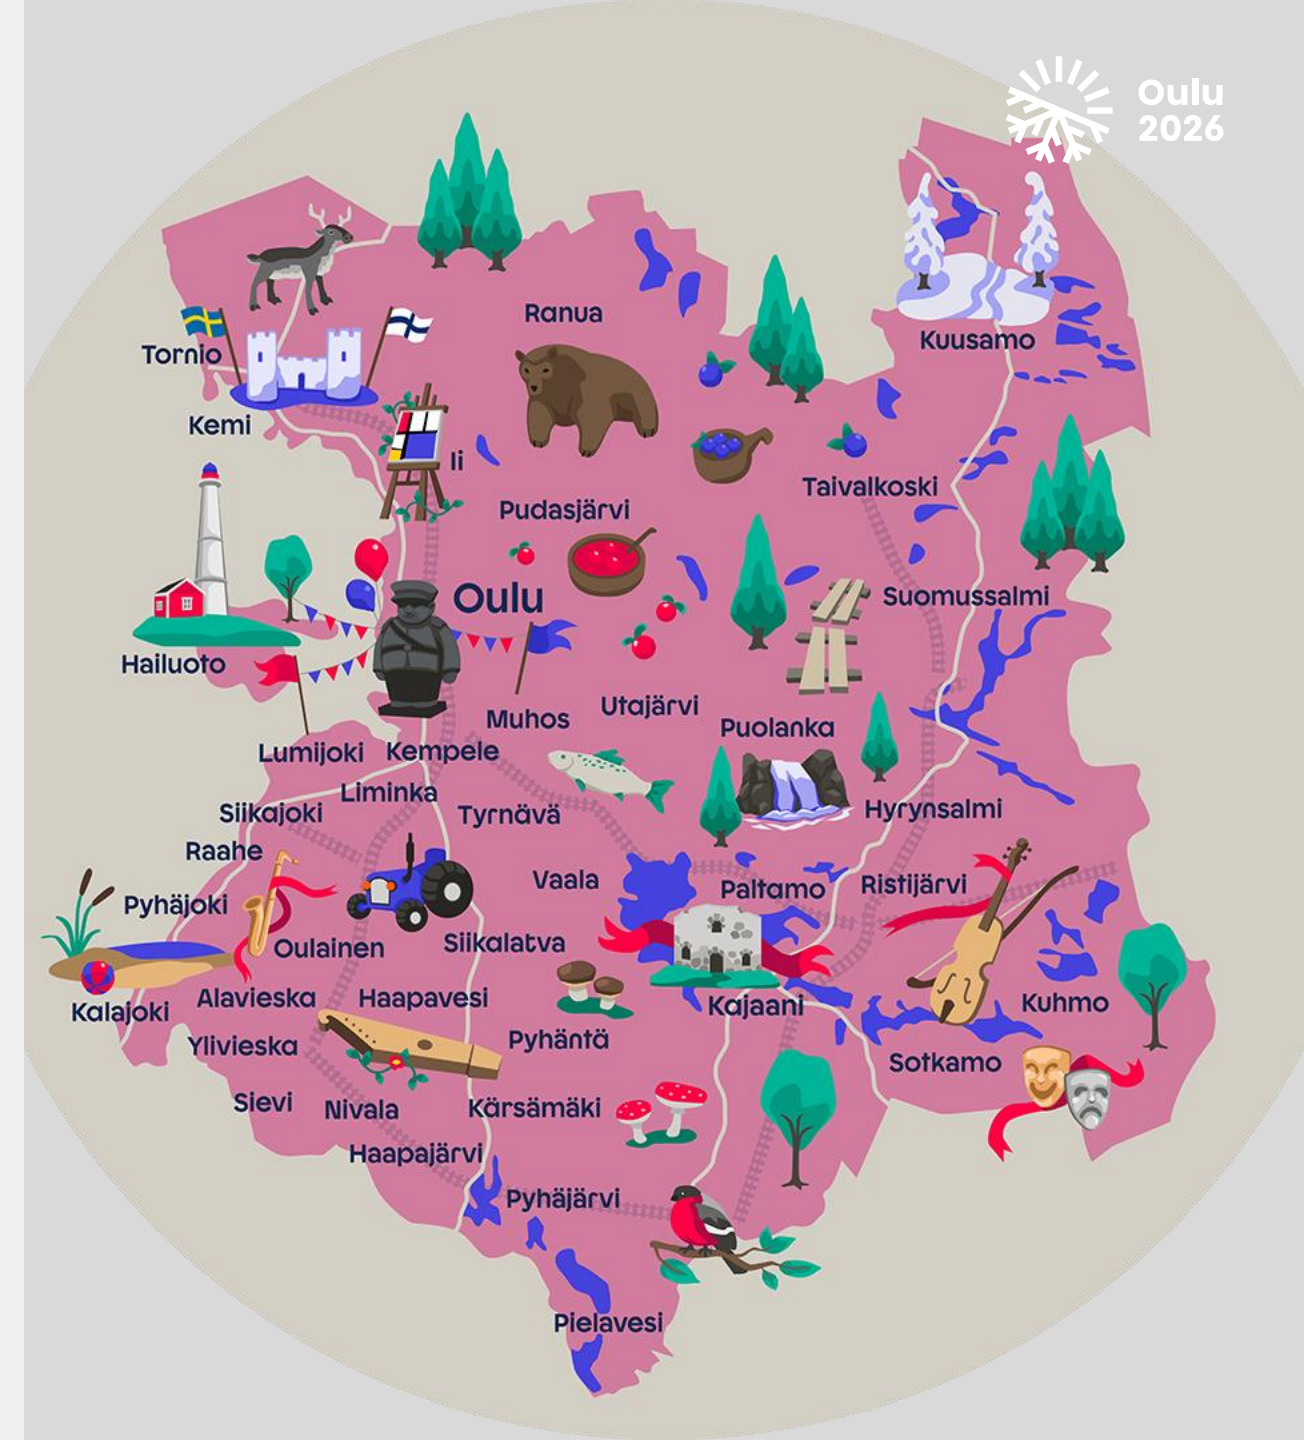 Oulu
2026
Ranua
Kuusamo
Tornio
Kemi
Ii
Taivalkoski
Pudasjärvi
Oulu
Suomussalmi
Hailuoto
Utajärvi
Muhos
Puolanka
Lumijoki
Kempele
Liminka
Siikajoki
Tyrnävä
Hyrynsalmi
Raahe
Vaala
Paltamo
Ristijärvi
Pyhäjoki
Oulainen
Siikalatva
Kalajoki
Alavieska
Haapavesi
Kajaani
Kuhmo
Ylivieska
Pyhäntä
Sotkamo
Sievi
Nivala
Kärsämäki
Haapajärvi
Pyhäjärvi
Pielavesi